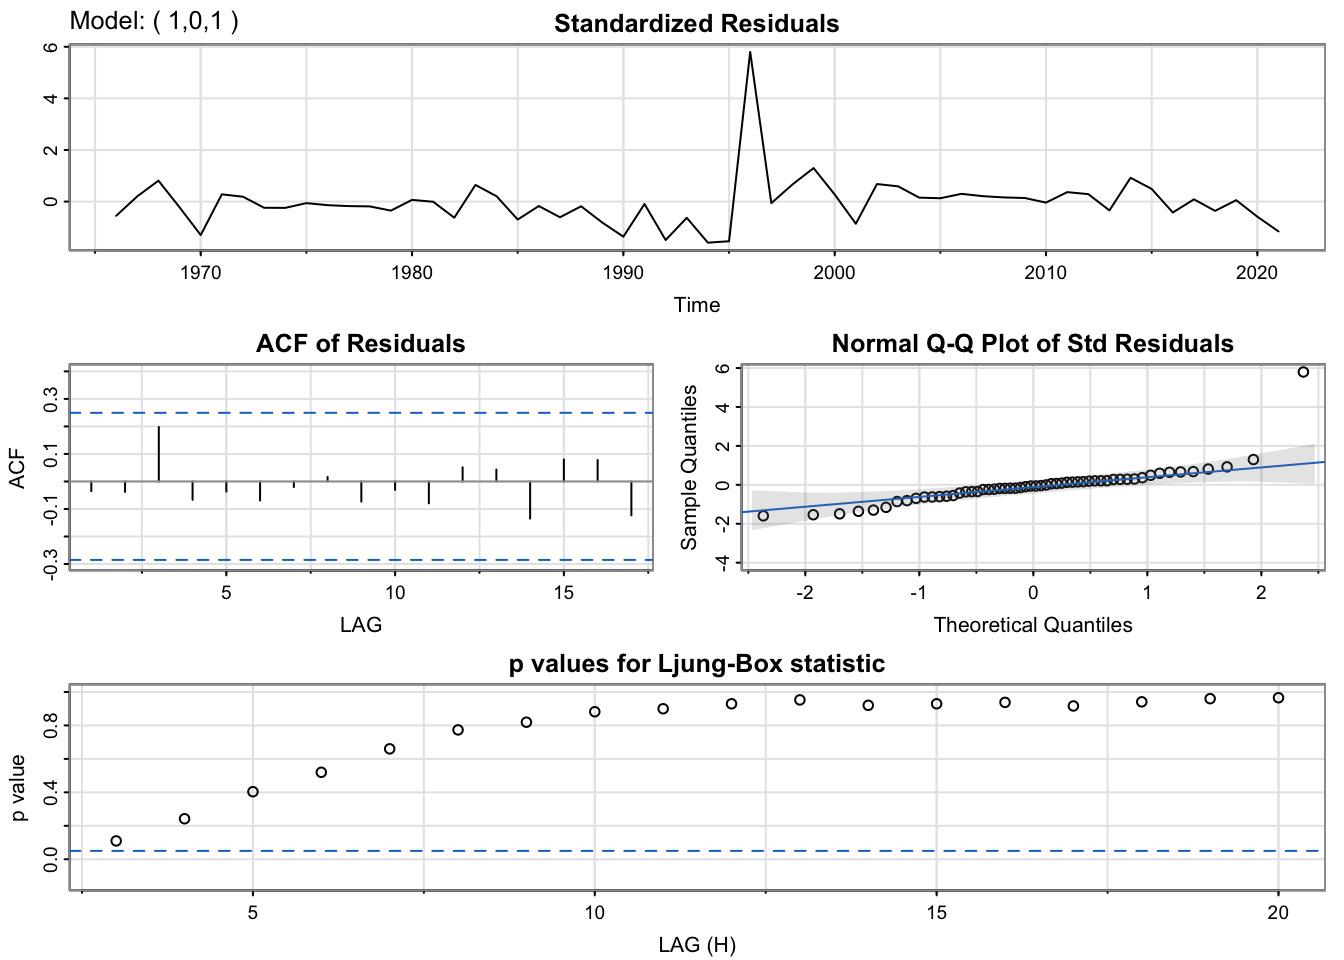 Model: ( 1,0,1 )
Standardized Residuals
6
4
2
0
1970 1980 1990 2000 2010 2020
Time
ACF of Residuals
ACF
0.3
0.1
-0.1
-0.3
5 10 15
LAG
Normal Q-Q Plot of Std Residuals
Sample Quantiles
6
4
2
0
-2
-4
-2 -1 0 1 2
Theoretical Quantiles
p values for Ljung-Box statistic
p value
0.8
0.4
0.0
5 10 15 20
LAG (H)